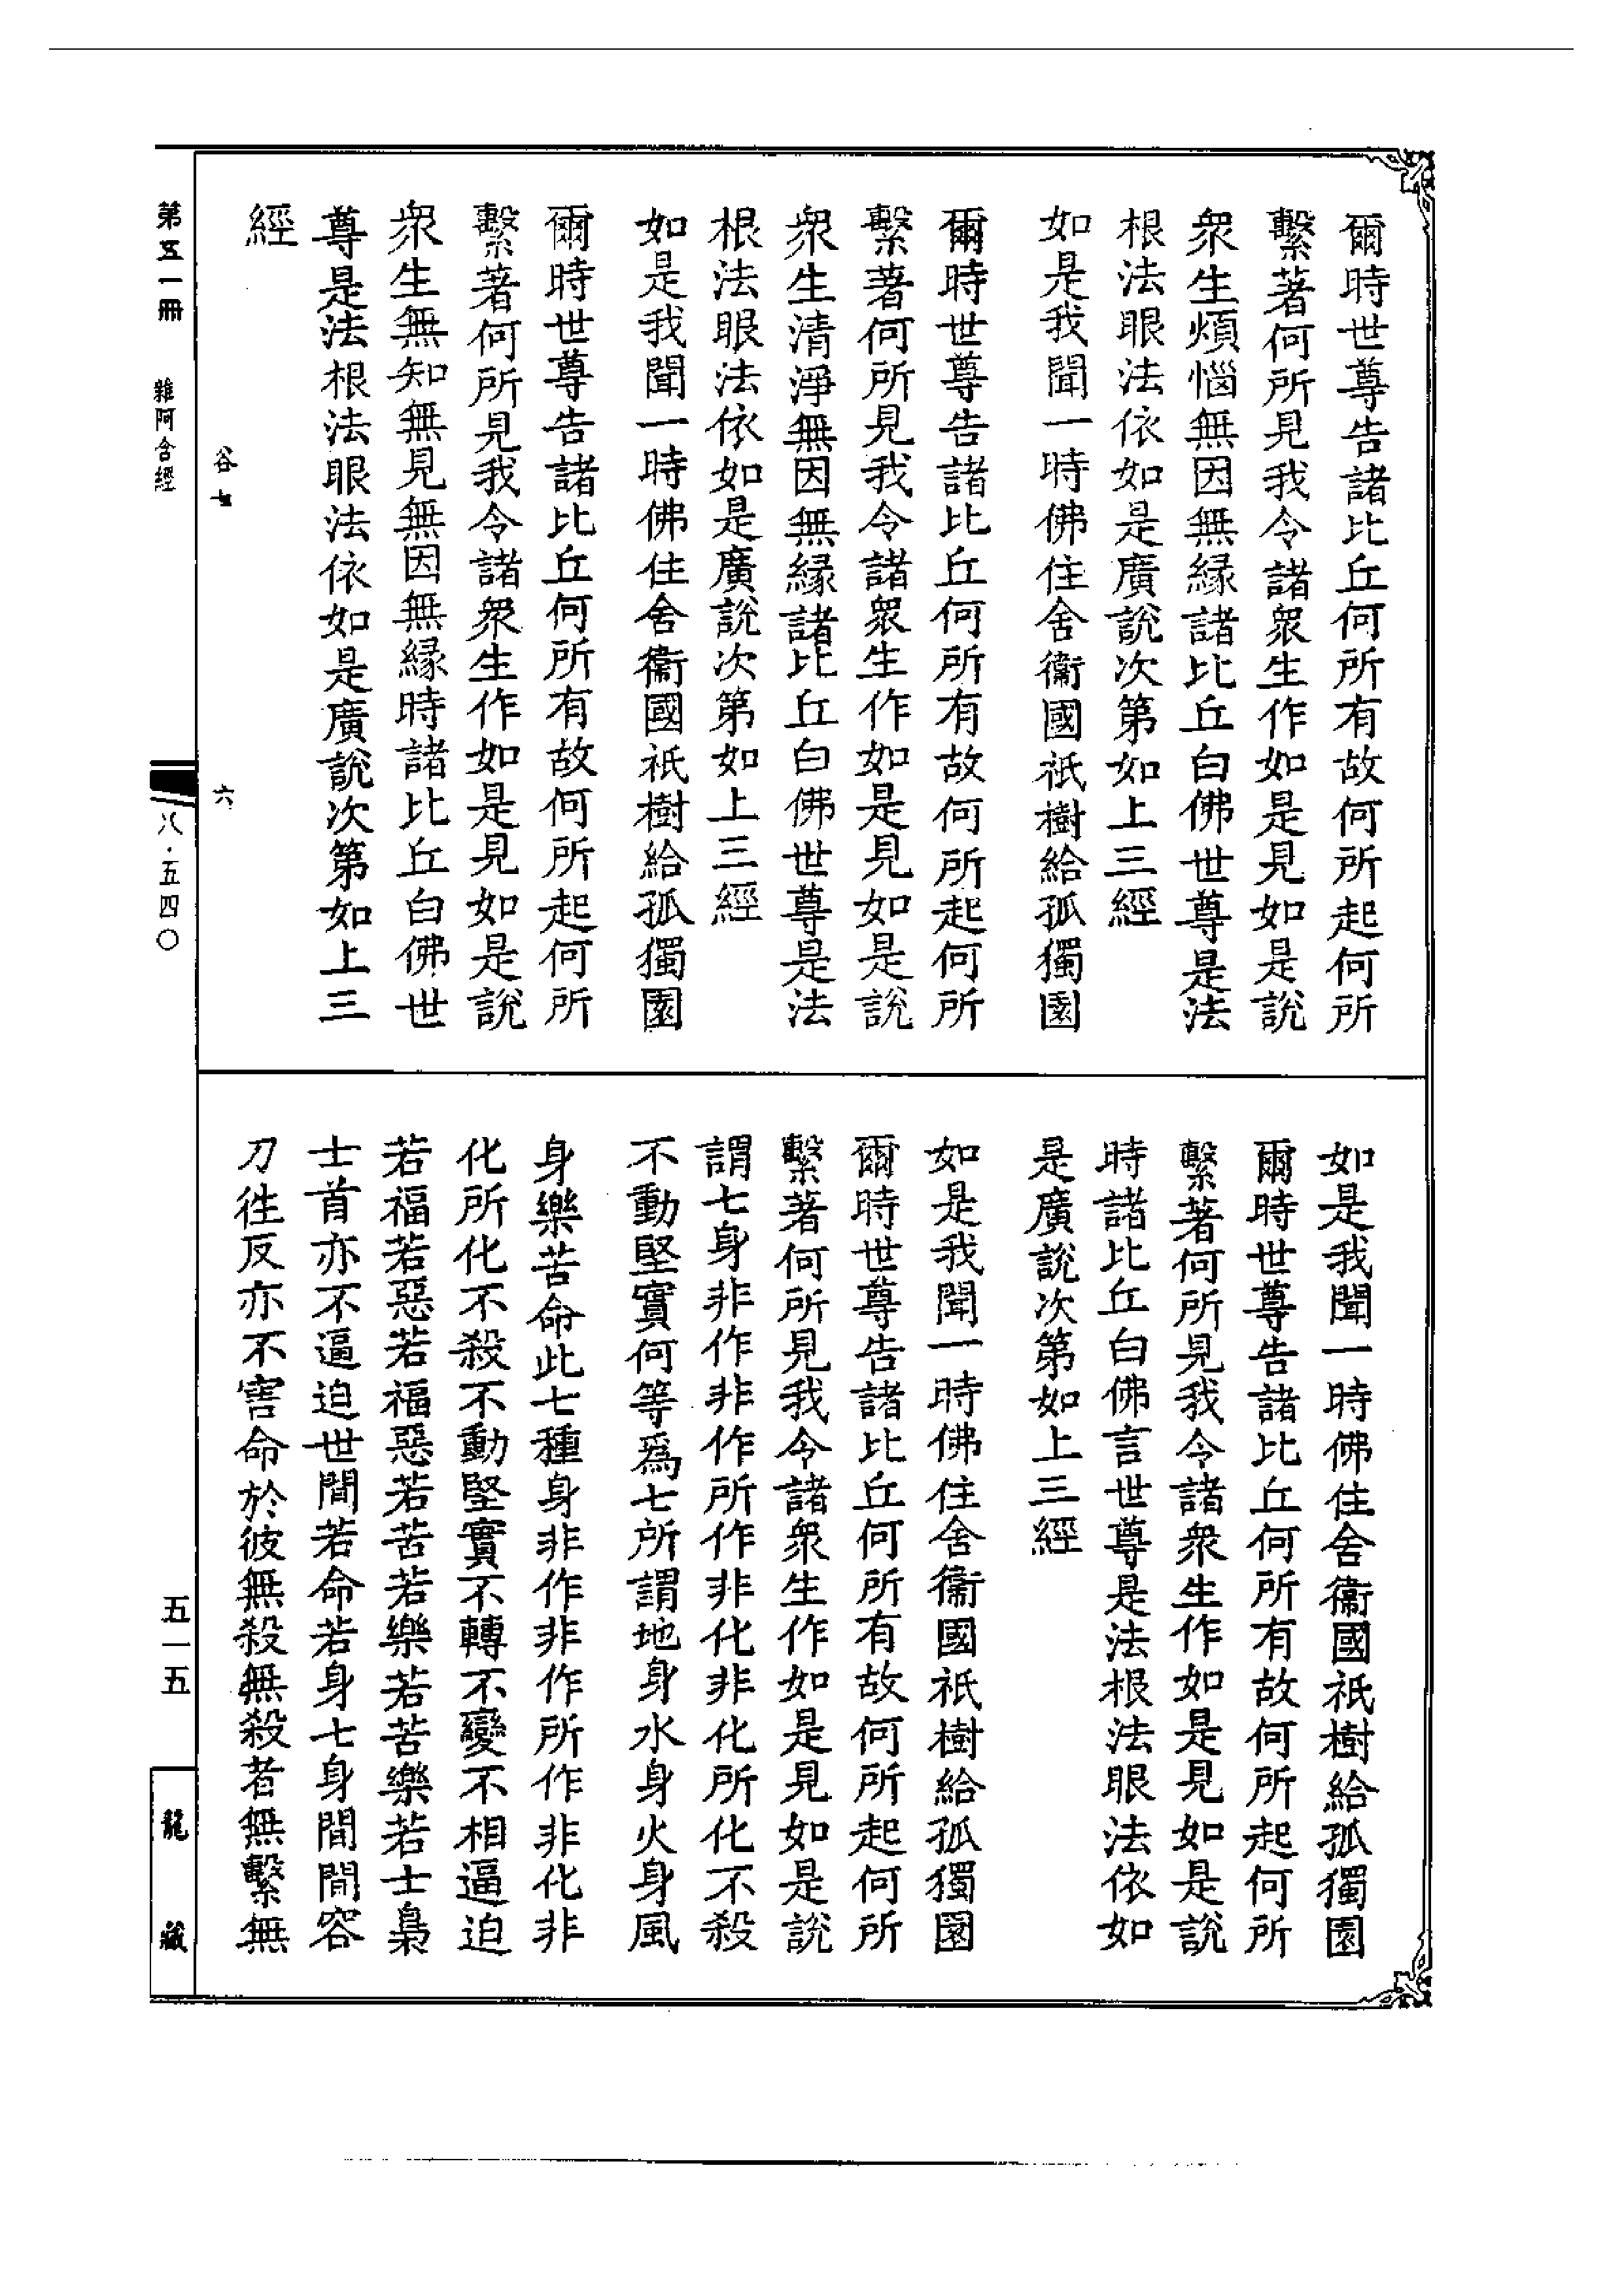 爾時世尊告諸比丘何所有故何所起何所
繫著何所見我令諸衆生作如是見如是説
衆生煩惱無因無縁諸比丘白佛世尊是法
根法眼法依如是廣説次第如上三經
如是我聞一時佛住舍衞國祇樹給孤獨園
爾時世尊告諸比丘何所有故何所起何所
繫著何所見我令諸衆生作如是見如是説
衆生清淨無因無縁諸比丘白佛世尊是法
根法眼法依如是廣説次第如上三經
如是我聞一時佛住舍衞國祇樹給孤獨園
爾時世尊告諸比丘何所有故何所起何所
繫著何所見我令諸衆生作如是見如是説
衆生無知無見無因無縁時諸比丘白佛世
尊是法根法眼法依如是廣説次第如上三
經
谷七
六
如是我聞一時佛住舍衞國祇樹給孤獨園
爾時世尊告諸比丘何所有故何所起何所
繫著何所見我令諸衆生作如是見如是説
時諸比丘白佛言世尊是法根法眼法依如
是廣説次第如上三經
如是我聞一時佛住舍衞國祇樹給孤獨園
爾時世尊告諸比丘何所有故何所起何所
繫著何所見我令諸衆生作如是見如是説
謂七身非作非作所作非化非化所化不殺
不動堅實何等爲七所謂地身水身火身風
身樂苦命此七種身非作非作所作非化非
化所化不殺不動堅實不轉不變不相逼迫
若福若惡若福惡若苦若樂若苦樂若士梟
士首亦不逼迫世間若命若身七身間間容
刀徃反亦不害命於彼無殺無殺者無繫無
第五一冊
雜阿含經
八·五四〇
五一五
龍藏